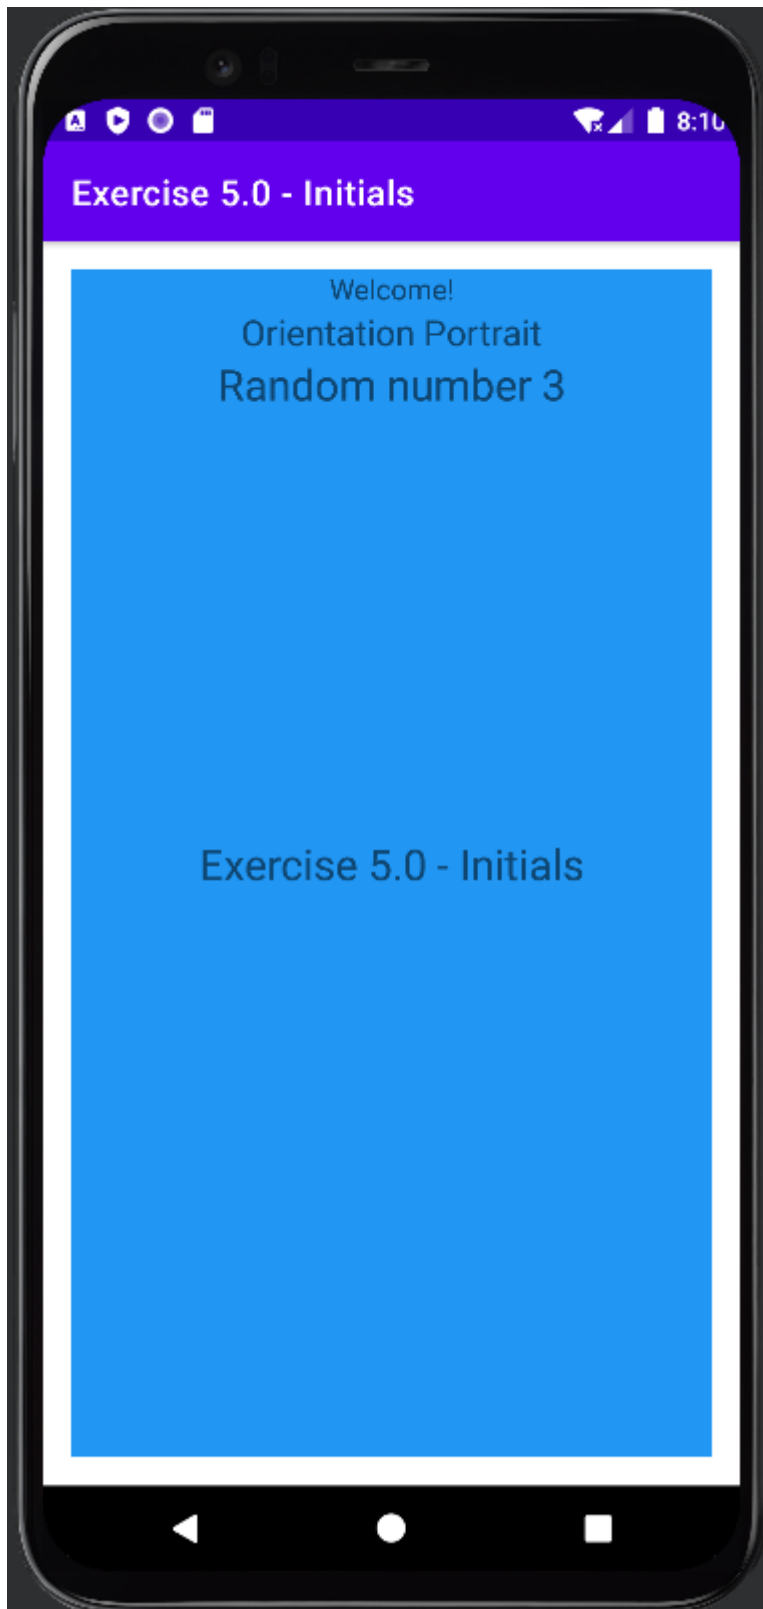 8:10
Exercise 5.0 - Initials
Welcome!
Orientation Portrait
Random number 3
Exercise 5.0 - Initials